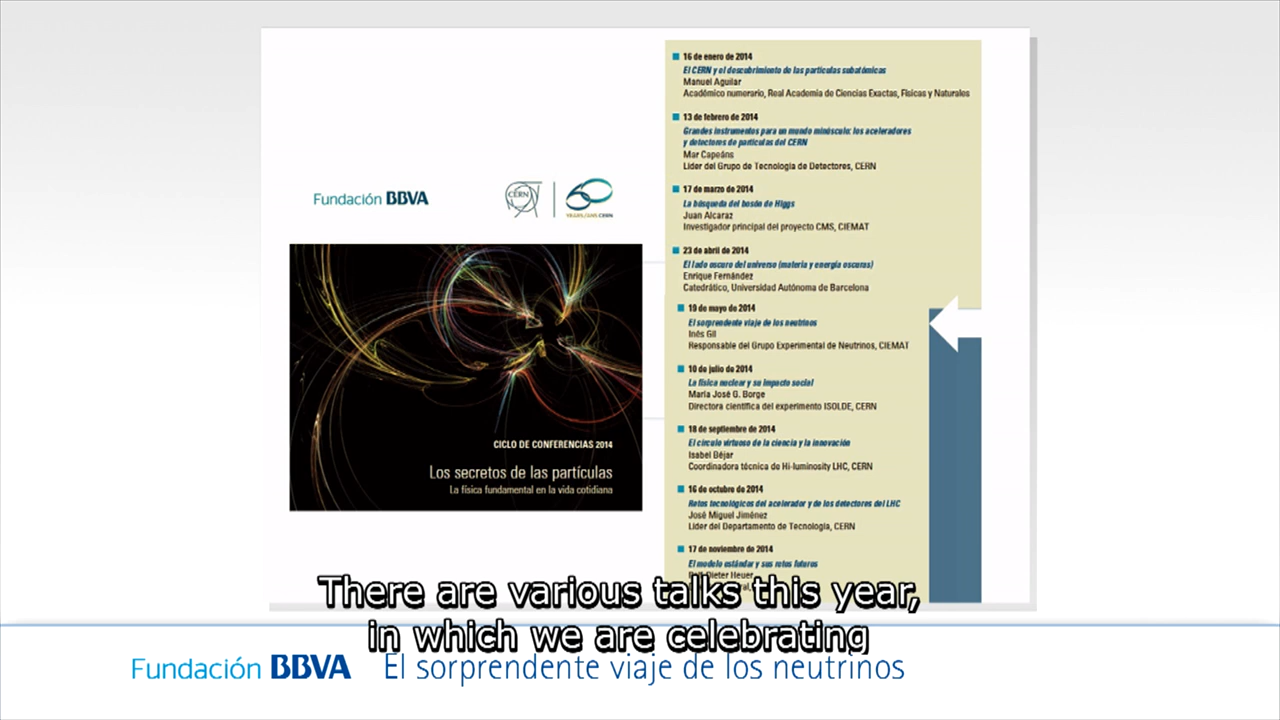 Fundación BBVA
CERN
60
YEARS/ANS CERN
CICLO DE CONFERENCIAS 2014
Los secretos de las partículas
La física fundamental en la vida cotidiana
16 de enero de 2014
El CERN y el descubrimiento de las partículas subatómicas
Manuel Aguilar
Académico numerario, Real Academia de Ciencias Exactas, Físicas y Naturales
13 de febrero de 2014
Grandes instrumentos para un mundo minúsculo: los aceleradores
y detectores de partículas del CERN
Mar Capeáns
Líder del Grupo de Tecnología de Detectores, CERN
17 de marzo de 2014
La búsqueda del bosón de Higgs
Juan Alcaraz
Investigador principal del proyecto CMS, CIEMAT
23 de abril de 2014
El lado oscuro del universo (materia y energía oscuras)
Enrique Fernández
Catedrático, Universidad Autónoma de Barcelona
19 de mayo de 2014
El sorprendente viaje de los neutrinos
Inés Gil
Responsable del Grupo Experimental de Neutrinos, CIEMAT
10 de julio de 2014
La física nuclear y su impacto social
María José G. Borge
Directora científica del experimento ISOLDE, CERN
18 de septiembre de 2014
El círculo virtuoso de la ciencia y la innovación
Isabel Béjar
Coordinadora técnica de Hi-luminosity LHC, CERN
16 de octubre de 2014
Retos tecnológicos del acelerador y de los detectores del LHC
José Miguel Jiménez
Líder del Departamento de Tecnología, CERN
17 de noviembre de 2014
El modelo estándar y sus retos futuros
Dieter Heuer
There are various talks this year,
in which we are celebrating
Fundación BBVA El sorprendente viaje de los neutrinos